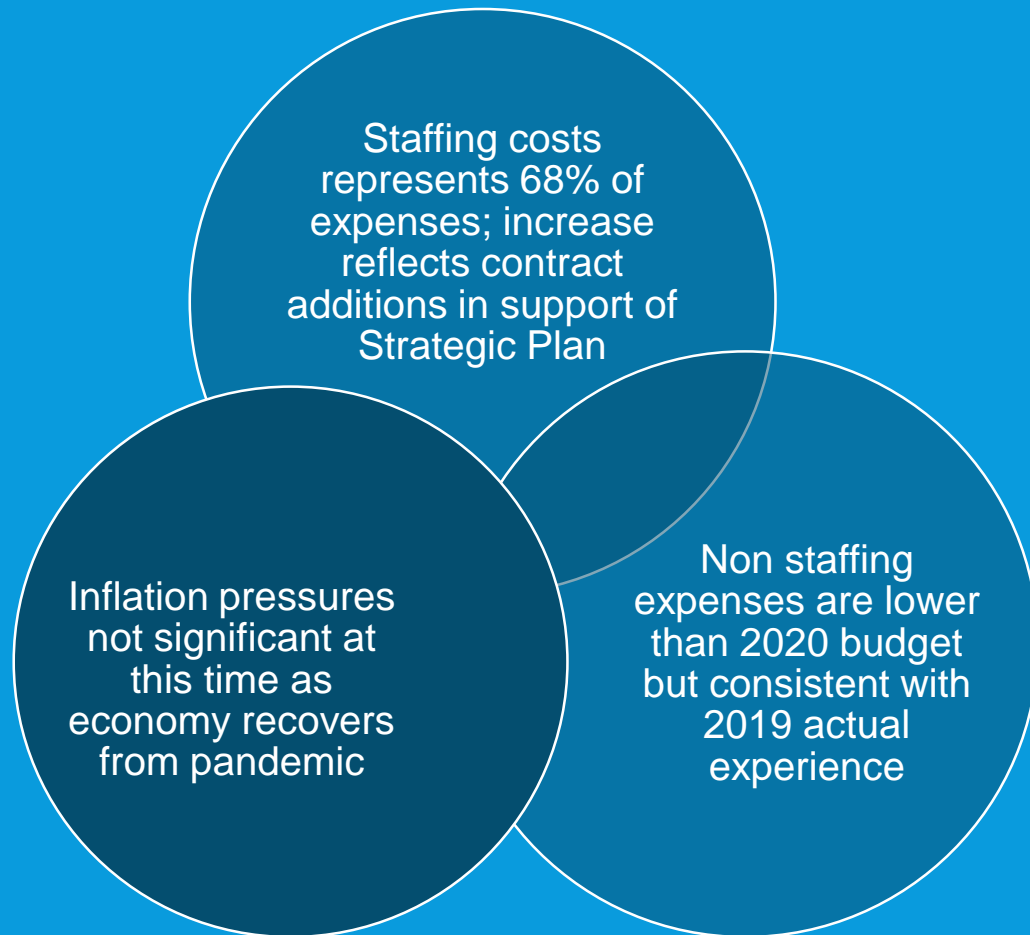 Staffing costs
represents 68% of
expenses; increase
reflects contract
additions in support of
Strategic Plan
Inflation pressures
not significant at
this time as
economy recovers
from pandemic
Non staffing
expenses are lower
than 2020 budget
but consistent with
2019 actual
experience